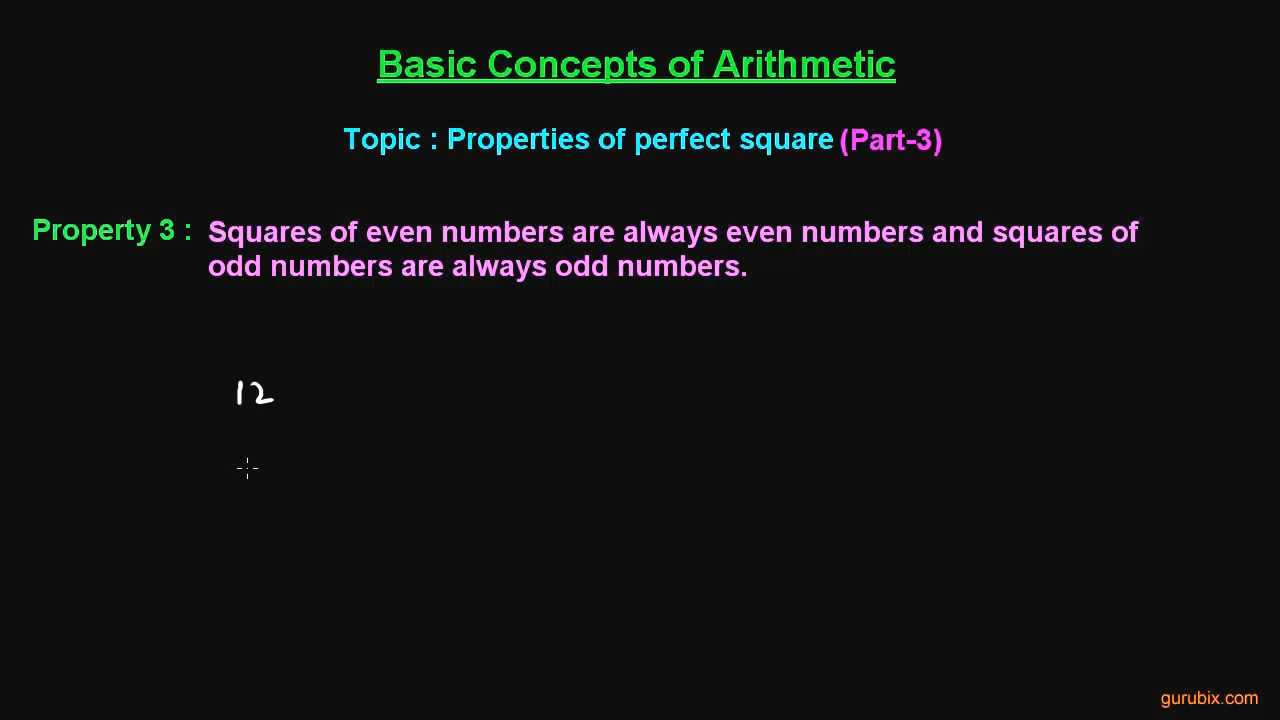 Basic Concepts of Arithmetic
Topic : Properties of perfect square (Part-3)
Property 3 : Squares of even numbers are always even numbers and squares of
odd numbers are always odd numbers.
12
gurubix.com